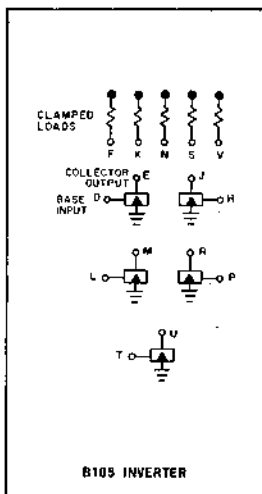 CLAMPED
LOADS
F K N S V
COLLECTOR
OUTPUT
E J
BASE
INPUT
D H
M R
L P
U
T
B105 INVERTER